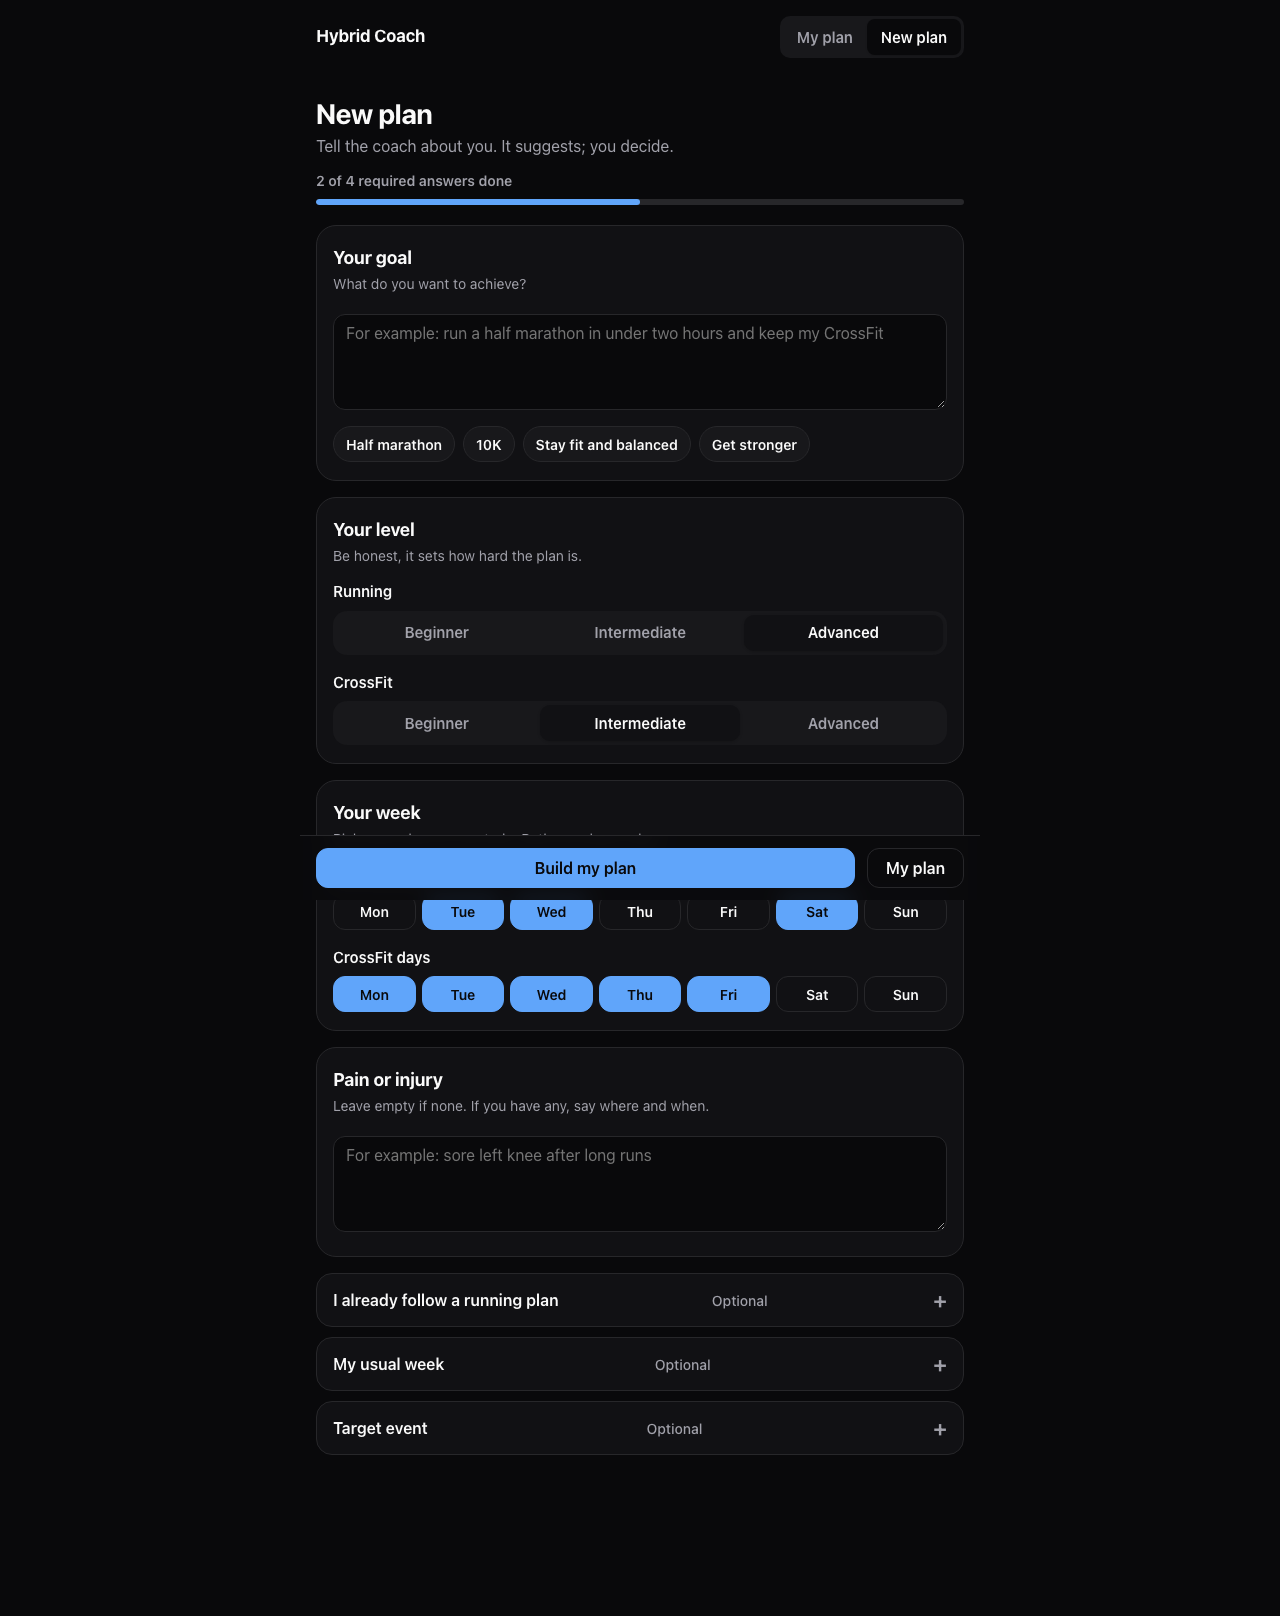 Hybrid Coach
My plan
New plan
New plan
Tell the coach about you. It suggests; you decide.
2 of 4 required answers done
Your goal
What do you want to achieve?
For example: run a half marathon in under two hours and keep my CrossFit
Half marathon
10K
Stay fit and balanced
Get stronger
Your level
Be honest, it sets how hard the plan is.
Running
Beginner
Intermediate
Advanced
CrossFit
Beginner
Intermediate
Advanced
Your week
Build my plan
My plan
Mon
Tue
Wed
Thu
Fri
Sat
Sun
CrossFit days
Mon
Tue
Wed
Thu
Fri
Sat
Sun
Pain or injury
Leave empty if none. If you have any, say where and when.
For example: sore left knee after long runs
I already follow a running plan
Optional
+
My usual week
Optional
+
Target event
Optional
+